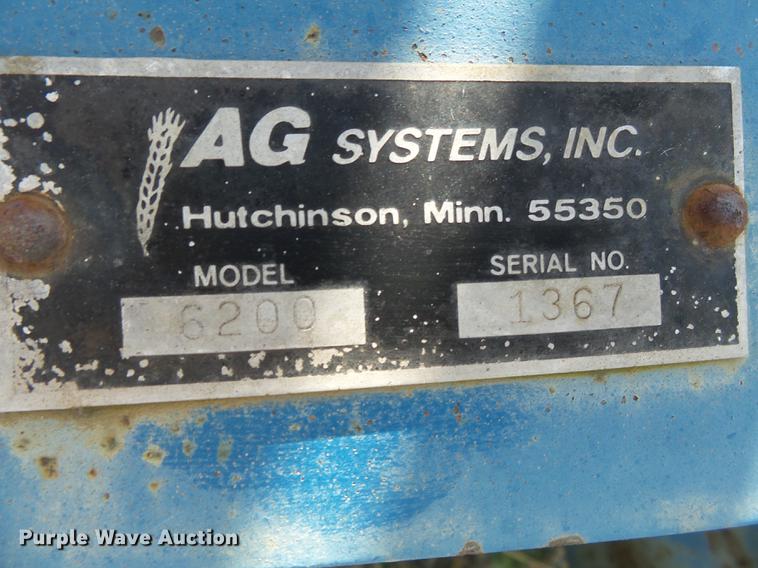 AG SYSTEMS, INC.
Hutchinson, Minn. 55350
MODEL
6200
SERIAL NO.
1367
Purple Wave Auction